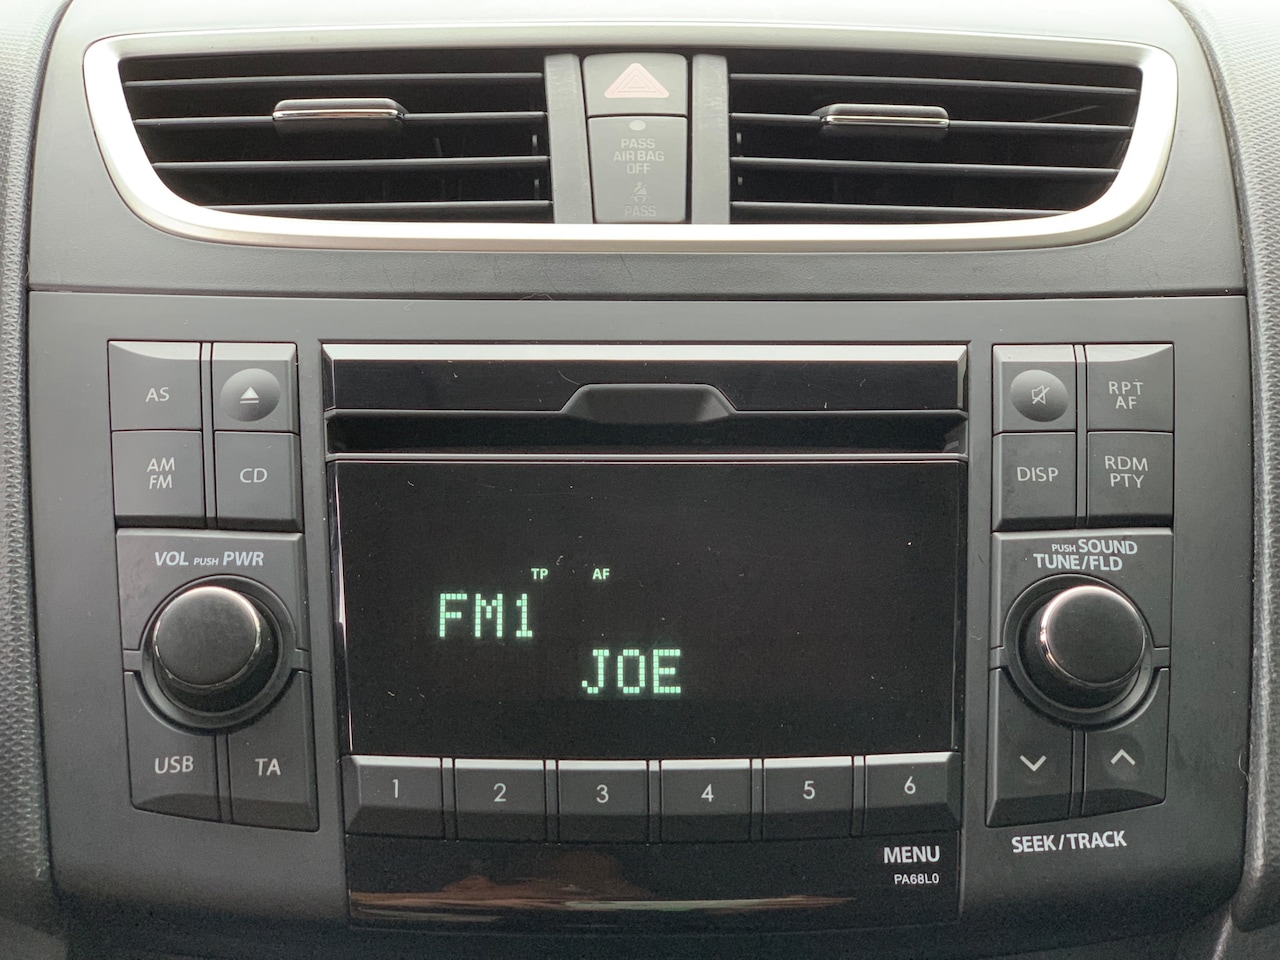 PASS
AIR BAG
OFF
PASS
AS
AM
FM
CD
VOL PUSH PWR
USB
TA
TP AF
FM1
JOE
1 2 3 4 5 6
MENU
PA68L0
RPT
AF
DISP
RDM
PTY
PUSH SOUND
TUNE/FLD
SEEK/TRACK